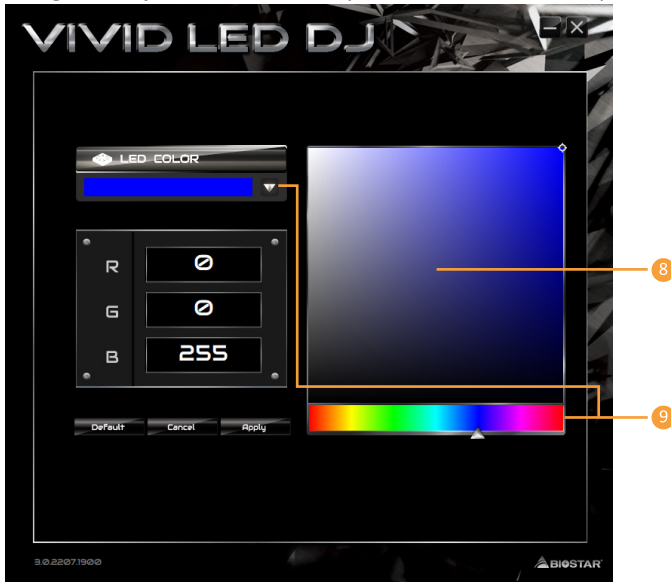 VIVID LED DJ
LED COLOR
R 0
G 0
B 255
Default Cancel Apply
8
9
3.0.2207.1900
BIOSTAR